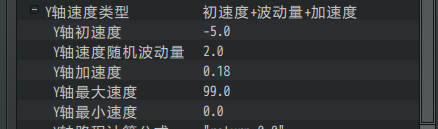 Y轴速度类型 初速度+波动量+加速度
Y轴初速度 -5.0
Y轴速度随机波动量 2.0
Y轴加速度 0.18
Y轴最大速度 99.0
Y轴最小速度 0.0